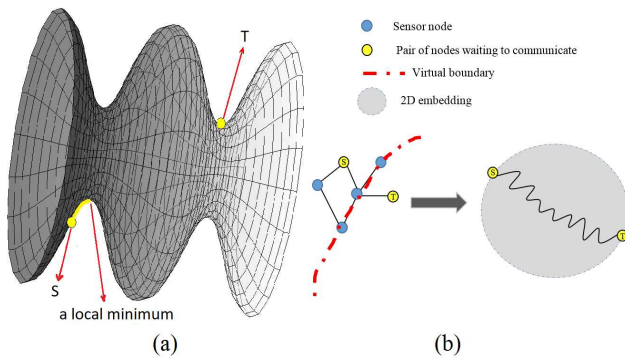 T
S
a local minimum
(a)
Sensor node
Pair of nodes waiting to communicate
Virtual boundary
2D embedding
S
T
S
T
(b)